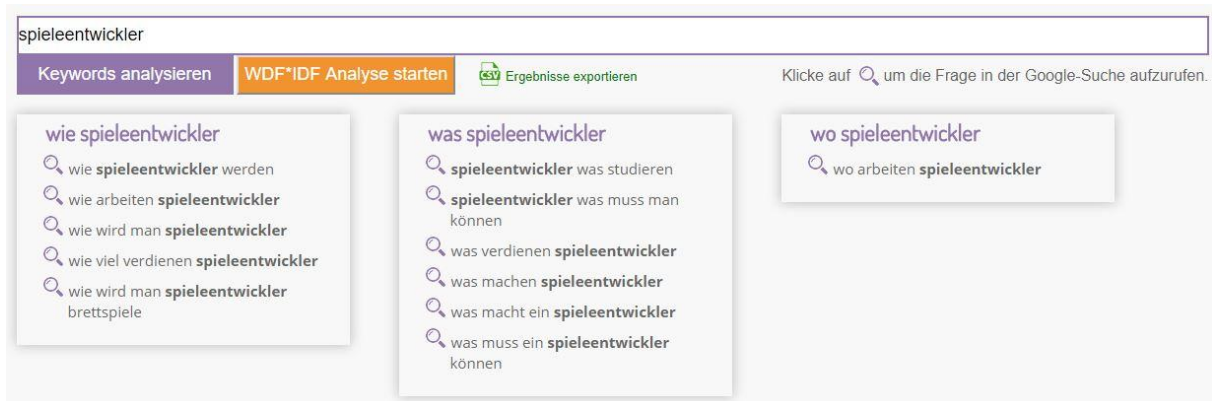 spieleentwickler
Keywords analysieren
WDF*IDF Analyse starten
CSV Ergebnisse exportieren
Klicke auf um die Frage in der Google-Suche aufzurufen.
wie spieleentwickler
wie spieleentwickler werden
wie arbeiten spieleentwickler
wie wird man spieleentwickler
wie viel verdienen spieleentwickler
wie wird man spieleentwickler
brettspiele
was spieleentwickler
spieleentwickler was studieren
spieleentwickler was muss man
können
was verdienen spieleentwickler
was machen spieleentwickler
was macht ein spieleentwickler
was muss ein spieleentwickler
können
wo spieleentwickler
wo arbeiten spieleentwickler